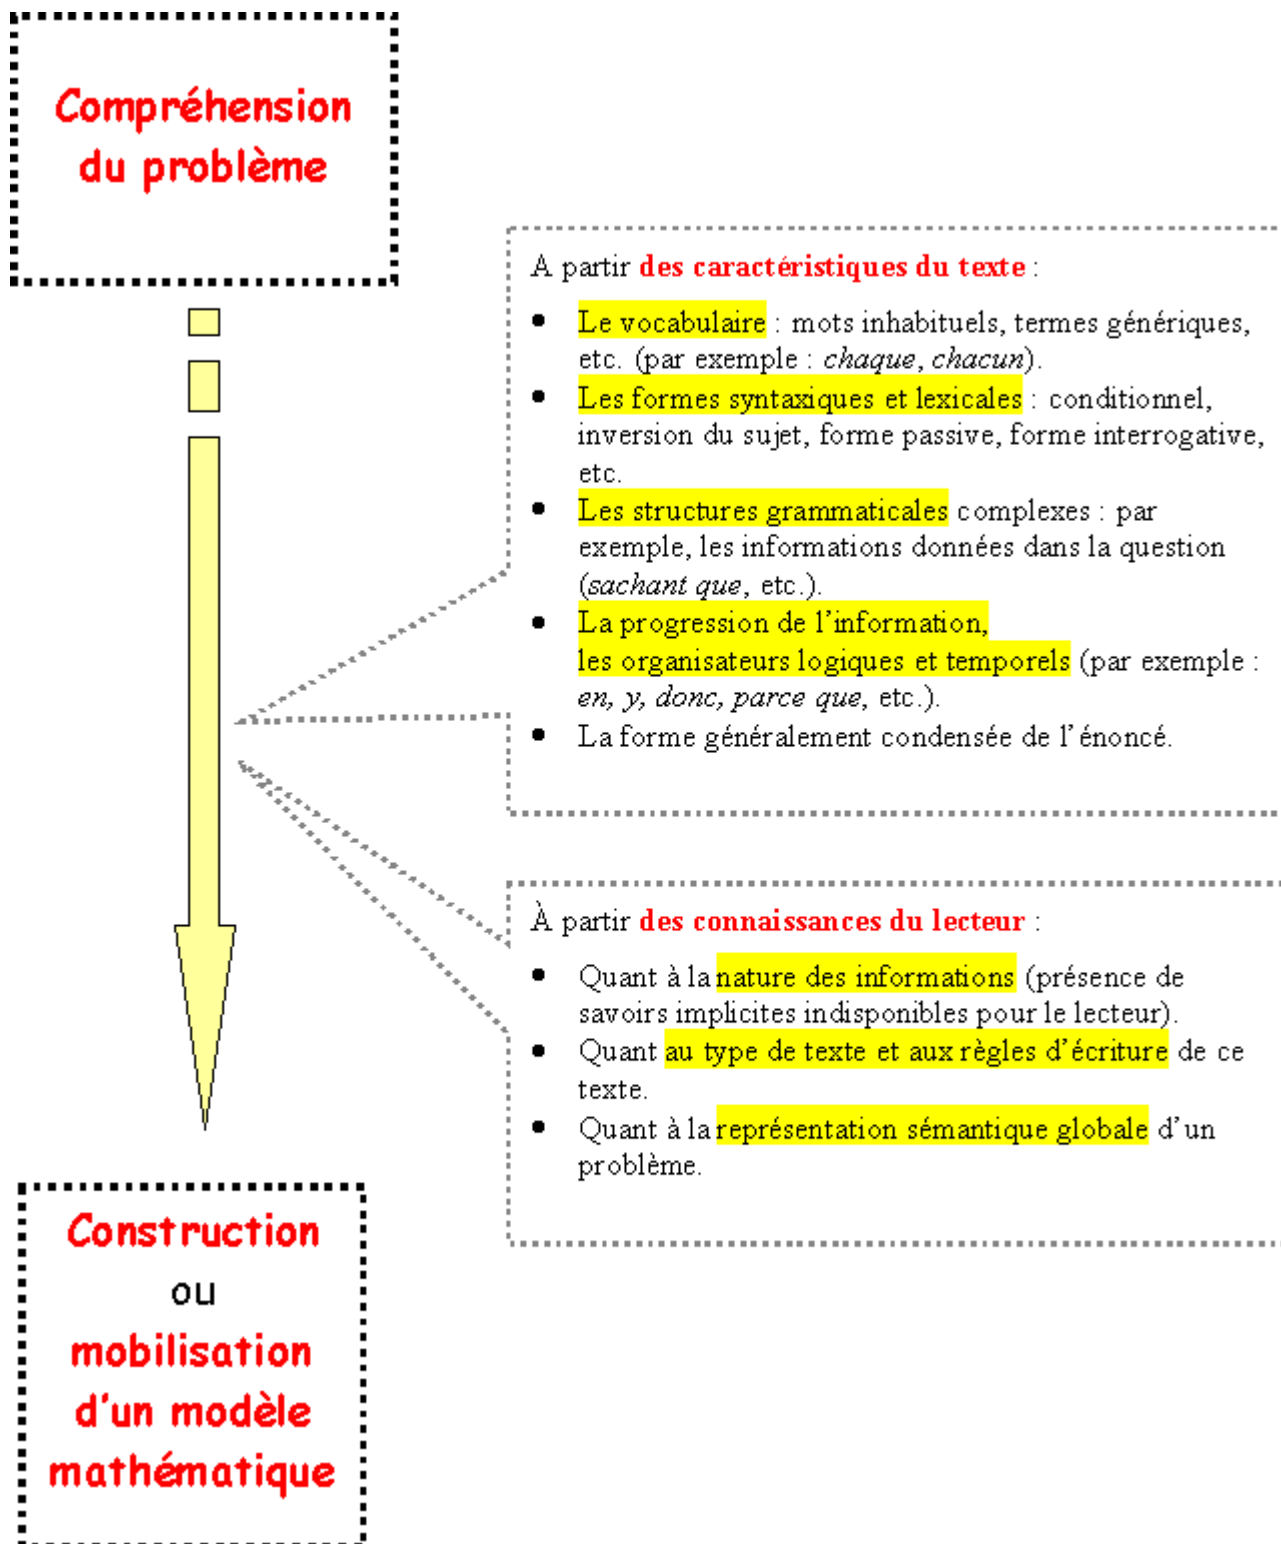 Compréhension
du problème
A partir des caractéristiques du texte :
• Le vocabulaire : mots inhabituels, termes génériques,
etc. (par exemple : chaque, chacun).
• Les formes syntaxiques et lexicales : conditionnel,
inversion du sujet, forme passive, forme interrogative,
etc.
• Les structures grammaticales complexes : par
exemple, les informations données dans la question
(sachant que, etc.).
• La progression de l'information,
les organisateurs logiques et temporels (par exemple :
en, y, donc, parce que, etc.).
• La forme généralement condensée de l'énoncé.
À partir des connaissances du lecteur :
• Quant à la nature des informations (présence de
savoirs implicites indisponibles pour le lecteur).
• Quant au type de texte et aux règles d'écriture de ce
texte.
• Quant à la représentation sémantique globale d'un
problème.
Construction
ou
mobilisation
d'un modèle
mathématique